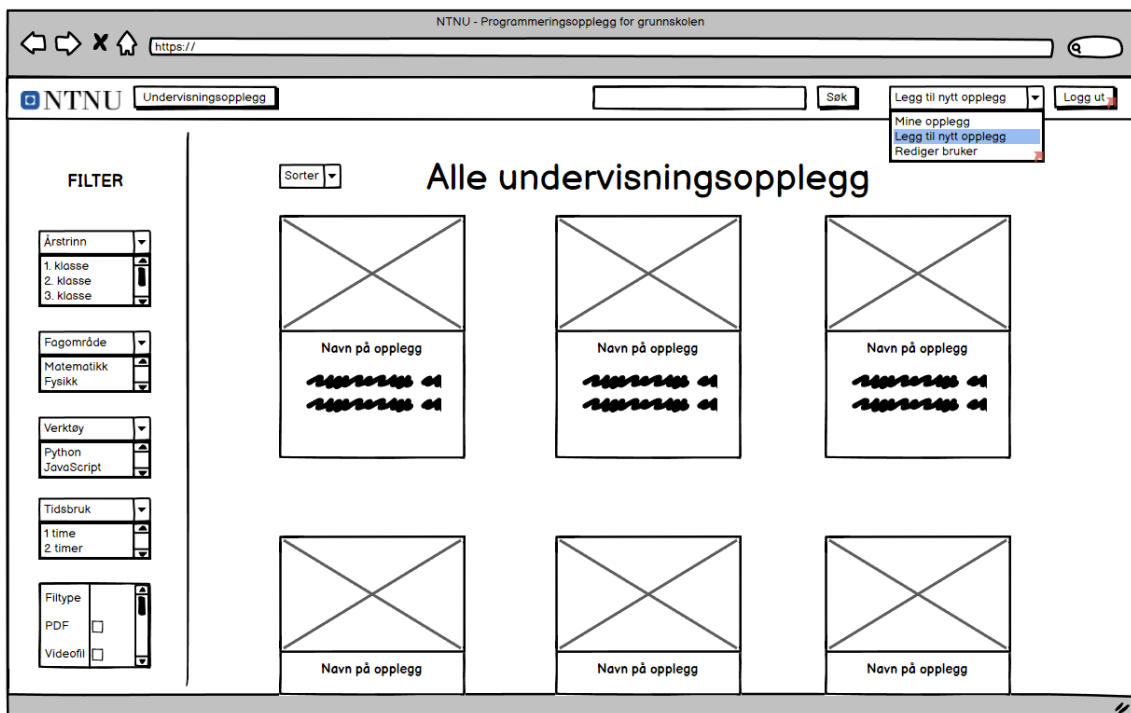 NTNU - Programmeringsopplegg for grunnskolen
https://
NTNU
Undervisningsopplegg
Søk
Legg til nytt opplegg
Logg ut
Mine opplegg
Legg til nytt opplegg
Rediger bruker
FILTER
Årstrinn
1. klasse
2. klasse
3. klasse
Fagområde
Matematikk
Fysikk
Verktøy
Python
JavaScript
Tidsbruk
1 time
2 timer
Filtype
PDF
Videofil
Sorter
Alle undervisningsopplegg
Navn på opplegg
Navn på opplegg
Navn på opplegg
Navn på opplegg
Navn på opplegg
Navn på opplegg